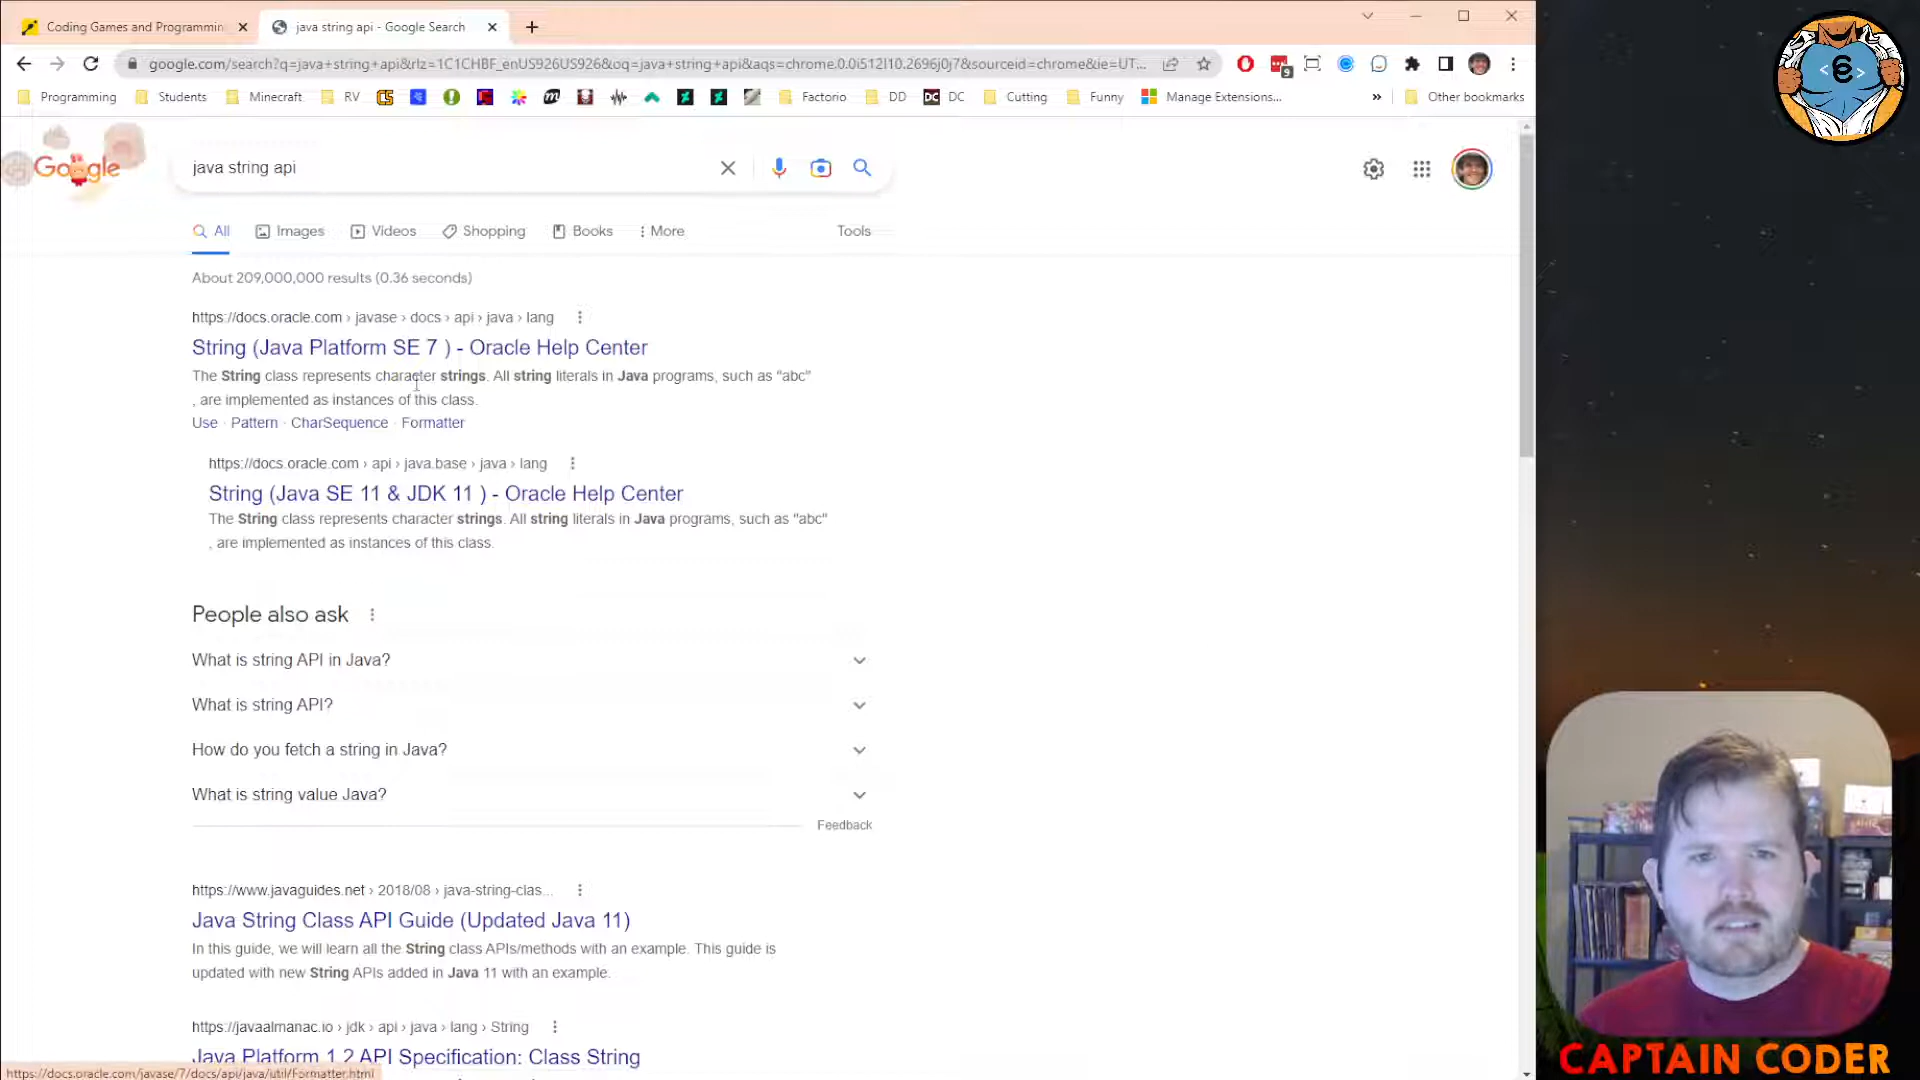 Coding Games and Programmin
java string api - Google Search
google.com/search?q=java+string+api&rlz=1C1CHBF_enUS926US926&oq=java+string+api&aqs=chrome.0.0i512l10.2696j0j7&sourceid=chrome&ie=UT...
9
Programming
Students
Minecraft
RV
Factorio
DD
DC
DC
Cutting
Funny
Manage Extensions...
»
Other bookmarks
Google
java string api
All
Images
Videos
Shopping
Books
More
Tools
About 209,000,000 results (0.36 seconds)
https://docs.oracle.com › javase › docs › api › java › lang
String (Java Platform SE 7 ) - Oracle Help Center
The String class represents character strings. All string literals in Java programs, such as "abc"
, are implemented as instances of this class.
Use · Pattern · CharSequence · Formatter
https://docs.oracle.com › api › java.base › java › lang
String (Java SE 11 & JDK 11 ) - Oracle Help Center
The String class represents character strings. All string literals in Java programs, such as "abc"
, are implemented as instances of this class.
People also ask
What is string API in Java?
What is string API?
How do you fetch a string in Java?
What is string value Java?
Feedback
https://www.javaguides.net › 2018/08 › java-string-clas...
Java String Class API Guide (Updated Java 11)
In this guide, we will learn all the String class APIs/methods with an example. This guide is
updated with new String APIs added in Java 11 with an example.
https://javaalmanac.io › jdk › api › java › lang › String
Java Platform 1.2 API Specification: Class String
https://docs.oracle.com/javase/7/docs/api/java/util/Formatter.html
CAPTAIN CODER